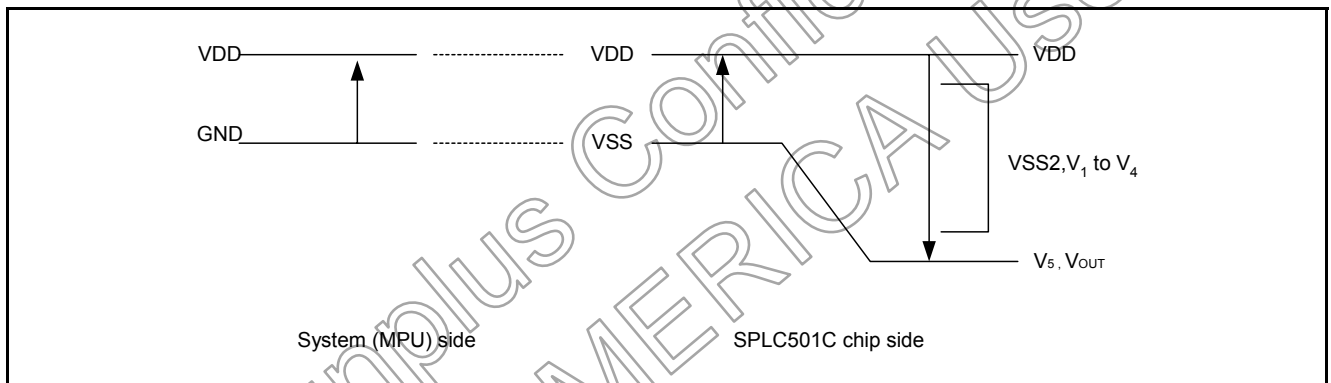 VDD VDD VDD
GND VSS
VSS2,V₁ to V₄
V₅ , VOUT
System (MPU) side SPLC501C chip side